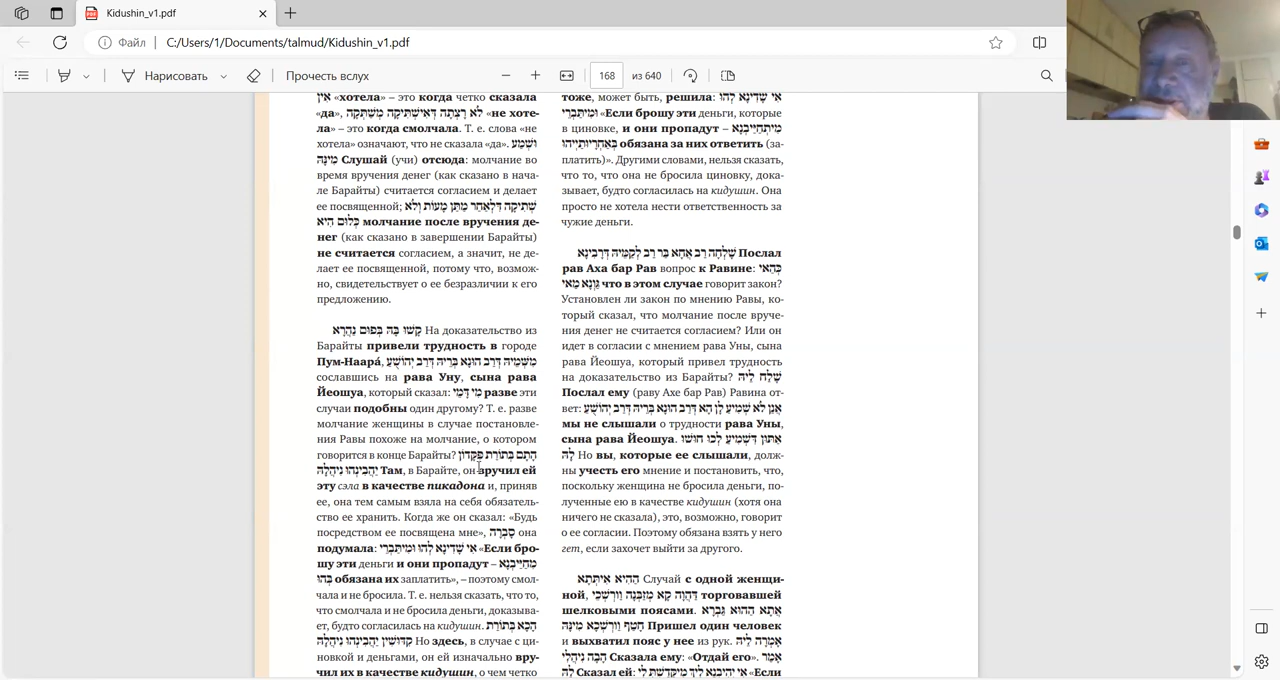 Kidushin_v1.pdf
Файл
C:/Users/1/Documents/talmud/Kidushin_v1.pdf
Нарисовать
Прочесть вслух
168
из 640
אִין «хотела» – это когда четко сказала
«да», לֹא רָצְתָה דְּאִישְׁתִּיקָה מִשְׁתָּקָה «не хоте-
ла» – это когда смолчала. Т. е. слова «не
хотела» означают, что не сказала «да». וּשְׁמַע
מִינָּהּ Слушай (учи) отсюда: молчание во
время вручения денег (как сказано в нача-
ле Барайты) считается согласием и делает
ее посвященной; שְׁתִיקָה דִּלְאַחַר מַתַּן מָעוֹת וְלֹא
כְּלוּם הִיא молчание после вручения де-
нег (как сказано в завершении Барайты)
не считается согласием, а значит, не де-
лает ее посвященной, потому что, возмож-
но, свидетельствует о ее безразличии к его
предложению.
קַשּׁוּ בַּהּ בְּפוּם נַהֲרָא На доказательство из
Барайты привели трудность в городе
Пум-Наарá, מִשְּׁמֵיהּ דְּרַב הוּנָא בְּרֵיהּ דְּרַב יְהוֹשֻׁעַ
сославшись на рава Уну, сына рава
Йеошуа, который сказал: מִי דָּמֵי разве эти
случаи подобны один другому? Т. е. разве
молчание женщины в случае постановле-
ния Равы похоже на молчание, о котором
говорится в конце Барайты? הָתָם בְּתוֹרַת פִּקָּדוֹן
יַהֲבִינְהוּ נִיהֲלַהּ Там, в Барайте, он вручил ей
эту сэла в качестве пикадона и, приняв
ее, она тем самым взяла на себя обязатель-
ство ее хранить. Когда же он сказал: «Будь
посредством ее посвящена мне», סָבְרָה она
подумала: אִי שָׁדֵינָא לְהוּ וּמִיתַּבְרִי «Если бро-
шу эти деньги и они пропадут – מְחַיַּיבְנָא
בְּהוּ обязана их заплатить», – поэтому смол-
чала и не бросила. Т. е. нельзя сказать, что то,
что смолчала и не бросила деньги, доказыва-
ет, будто согласилась на кидушин. הָכָא בְּתוֹרַת
קִדּוּשִׁין יַהֲבִינְהוּ נִיהֲלַהּ Но здесь, в случае с ци-
новкой и деньгами, он ей изначально вру-
чил их в качестве кидушин, о чем четко
тоже, может быть, решила: אִי שָׁדֵינָא לְהוּ
וּמִיתַּבְרִי «Если брошу эти деньги, которые
в циновке, и они пропадут – מִיתְחַיַּיבְנָא
בְּאַחְרָיוּתַיְיהוּ обязана за них ответить (за-
платить)». Другими словами, нельзя сказать,
что то, что она не бросила циновку, дока-
зывает, будто согласилась на кидушин. Она
просто не хотела нести ответственность за
чужие деньги.
שַׁלְחַהּ רַב אַחָא בַּר רַב לְקַמֵּיהּ דְּרָבִינָא Послал
рав Аха бар Рав вопрос к Равине: כְּהַאי
גַּוְנָא מַאי что в этом случае говорит закон?
Установлен ли закон по мнению Равы, ко-
торый сказал, что молчание после вруче-
ния денег не считается согласием? Или он
идет в согласии с мнением рава Уны, сына
рава Йеошуа, который привел трудность
на доказательство из Барайты? שְׁלַח לֵיהּ
Послал ему (раву Ахе бар Рав) Равина от-
вет: אֲנַן לֹא שְׁמִיעַ לַן הָא דְּרַב הוּנָא בְּרֵיהּ דְּרַב יְהוֹשֻׁעַ
мы не слышали о трудности рава Уны,
сына рава Йеошуа. אַתּוּן דִּשְׁמִיעַ לְכוּ חוּשׁוּ
לַהּ Но вы, которые ее слышали, долж-
ны учесть его мнение и постановить, что,
поскольку женщина не бросила деньги, по-
лученные ею в качестве кидушин (хотя она
ничего не сказала), это, возможно, говорит
о ее согласии. Поэтому обязана взять у него
гет, если захочет выйти за другого.
הַהִיא אִיתְּתָא Случай с одной женщи-
ной, דַּהֲוָה קָא מְזַבְּנָה וַרְשְׁכֵי торговавшей
шелковыми поясами. אֲתָא הַהוּא גַּבְרָא
חֲטַף וַרְשְׁכָא מִינַּהּ Пришел один человек
и выхватил пояс у нее из рук. אֲמַרָה לֵיהּ
הַבָה נִיהֲלִי Сказала ему: «Отдай его». אֲמַר
לַהּ Сказал ей: אִי יָהֵיבְנָא לִיךְ מִיקַּדְּשַׁתְּ לִי «Если